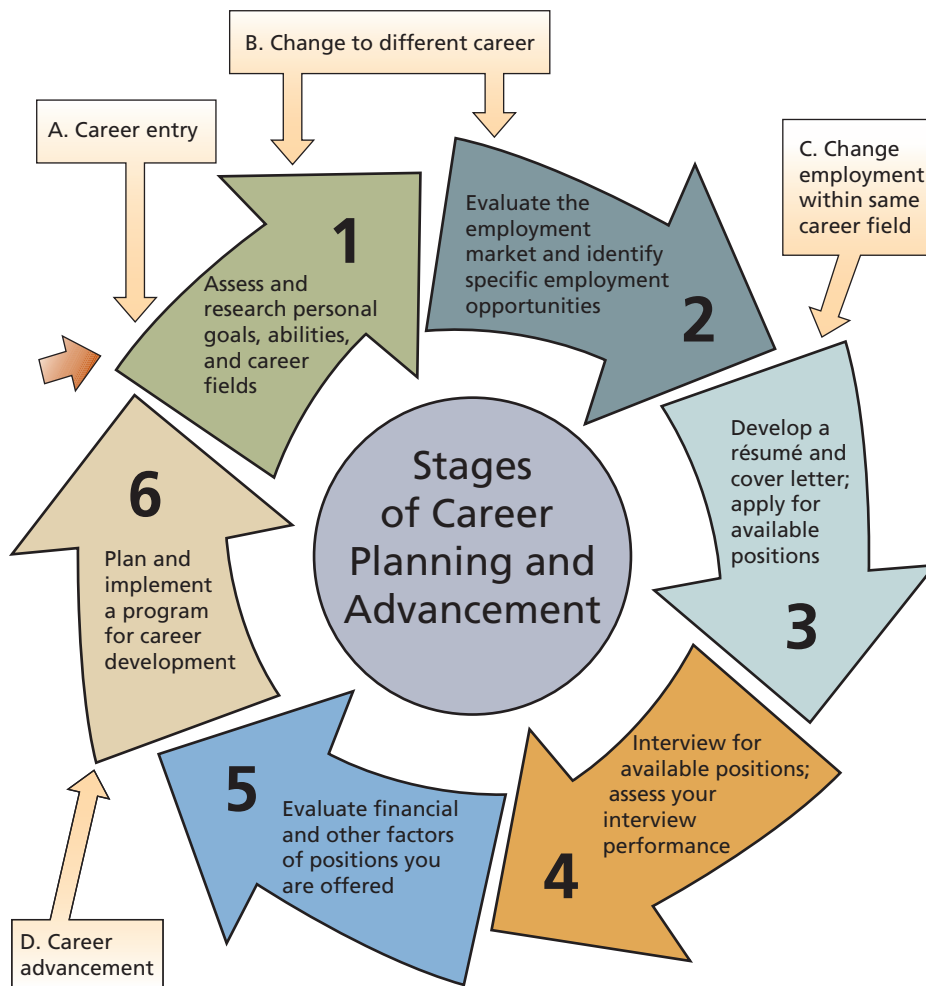 B. Change to different career
A. Career entry
C. Change
employment
within same
career field
1
Assess and
research personal
goals, abilities,
and career
fields
Evaluate the
employment
market and identify
specific employment
opportunities
2
Develop a
résumé and
cover letter;
apply for
available
positions
3
Interview for
available positions;
assess your
interview
performance
4
5
Evaluate financial
and other factors
of positions you
are offered
6
Plan and
implement
a program
for career
development
D. Career
advancement
Stages
of Career
Planning and
Advancement